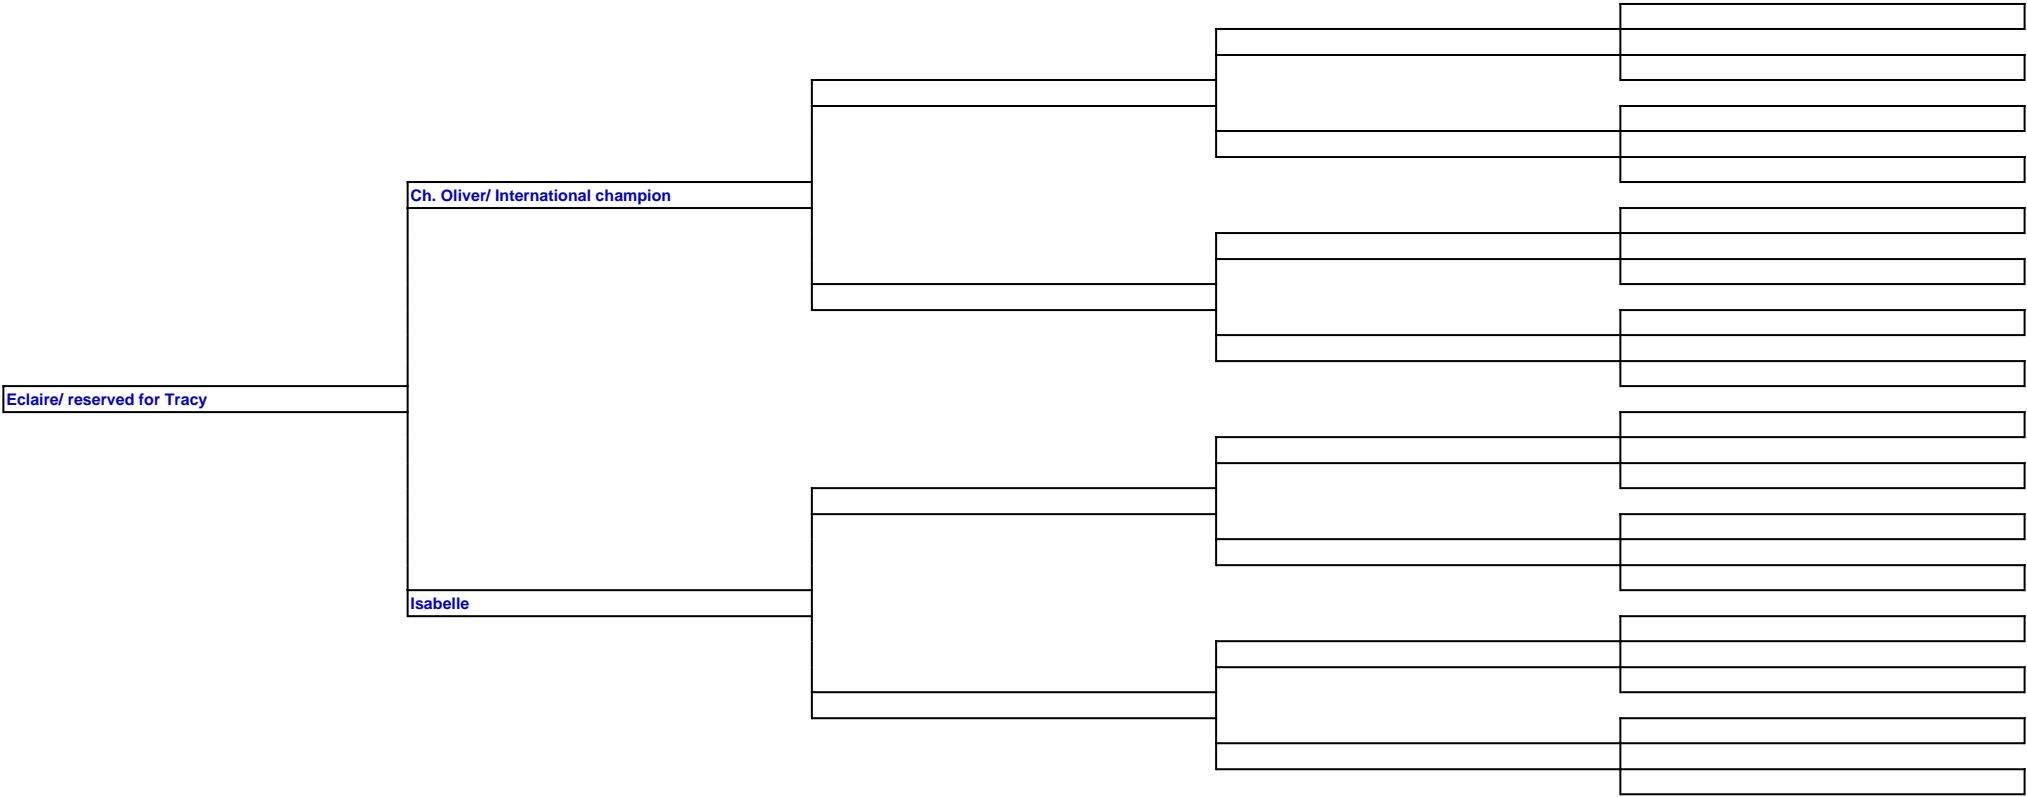 Ch. Oliver/ International champion
Eclaire/ reserved for Tracy
Isabelle